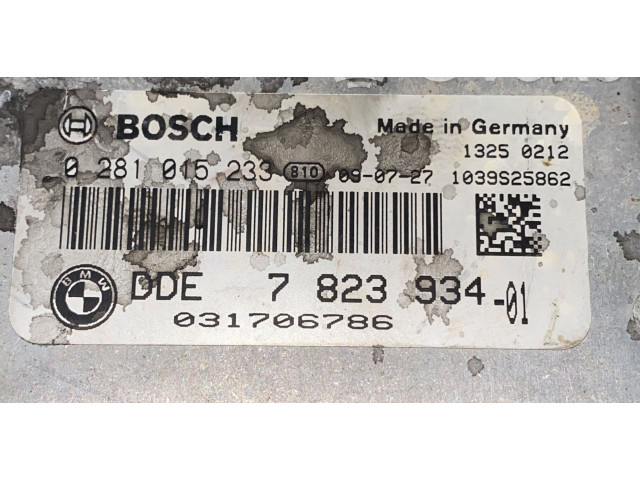 BOSCH
Made in Germany
1325 0212
0 281 015 233 810 09-07-27 1039S25862
BMW
DDE 7 823 934-01
031706786